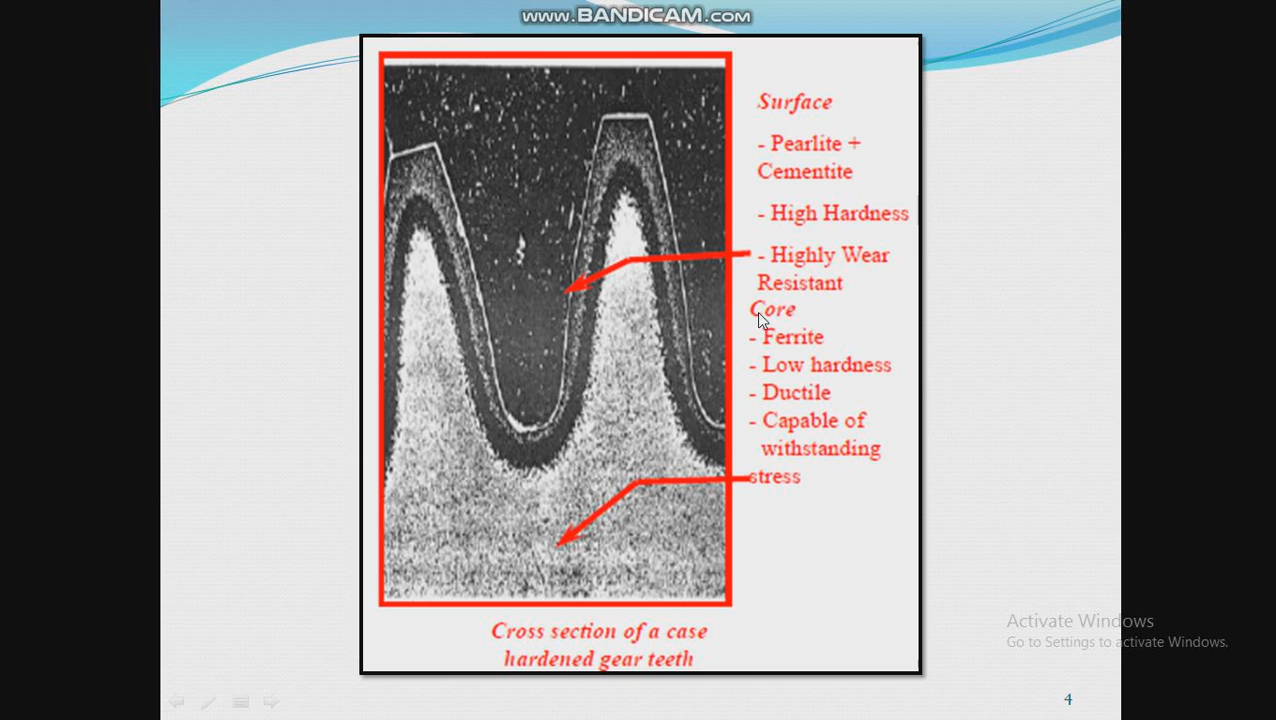 www.BANDICAM.com
Surface
- Pearlite +
Cementite
- High Hardness
- Highly Wear
Resistant
Core
- Ferrite
- Low hardness
- Ductile
- Capable of
withstanding
stress
Cross section of a case
hardened gear teeth
Activate Windows
Go to Settings to activate Windows.
4